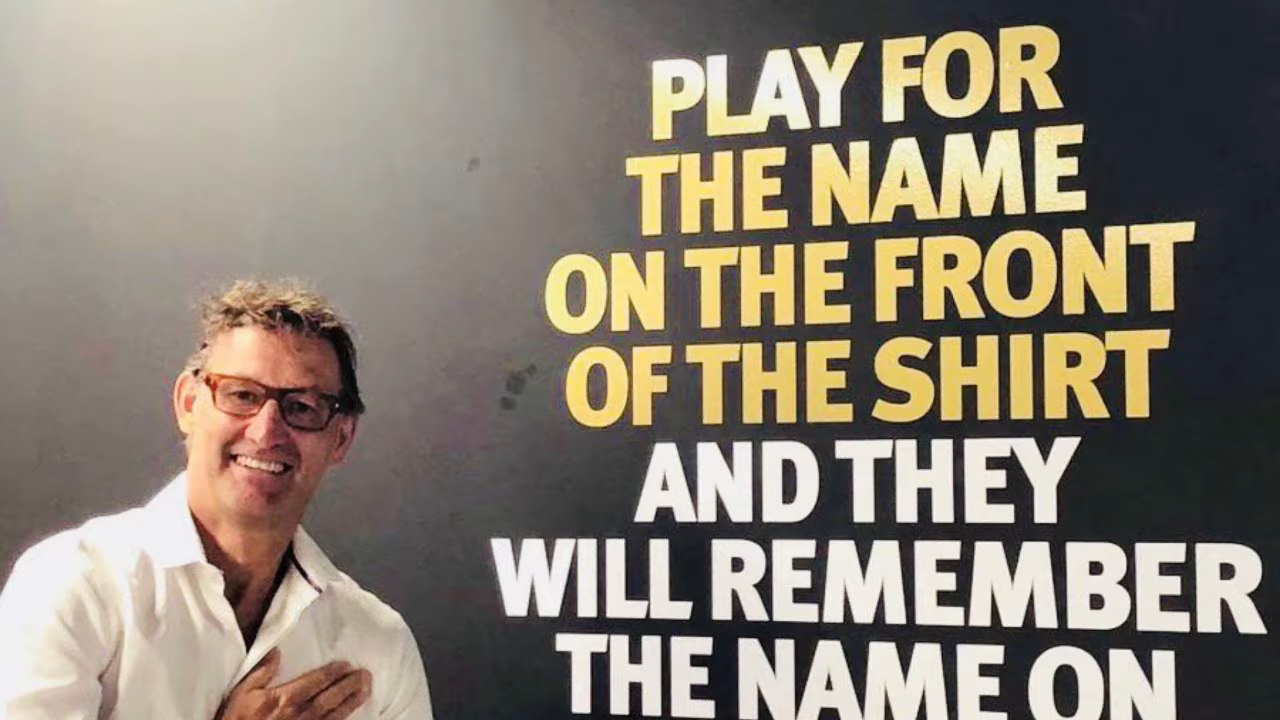 PLAY FOR
THE NAME
ON THE FRONT
OF THE SHIRT
AND THEY
WILL REMEMBER
THE NAME ON